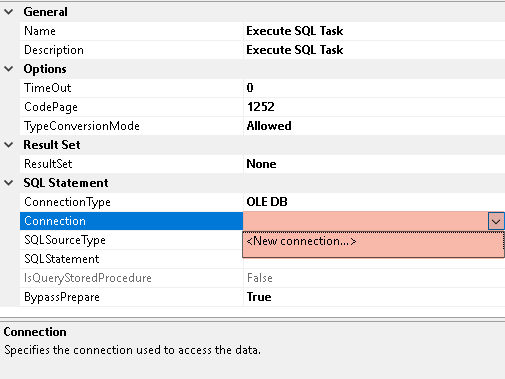 General
Name Execute SQL Task
Description Execute SQL Task
Options
TimeOut 0
CodePage 1252
TypeConversionMode Allowed
Result Set
ResultSet None
SQL Statement
ConnectionType OLE DB
Connection
SQLSourceType <New connection...>
SQLStatement
IsQueryStoredProcedure False
BypassPrepare True
Connection
Specifies the connection used to access the data.